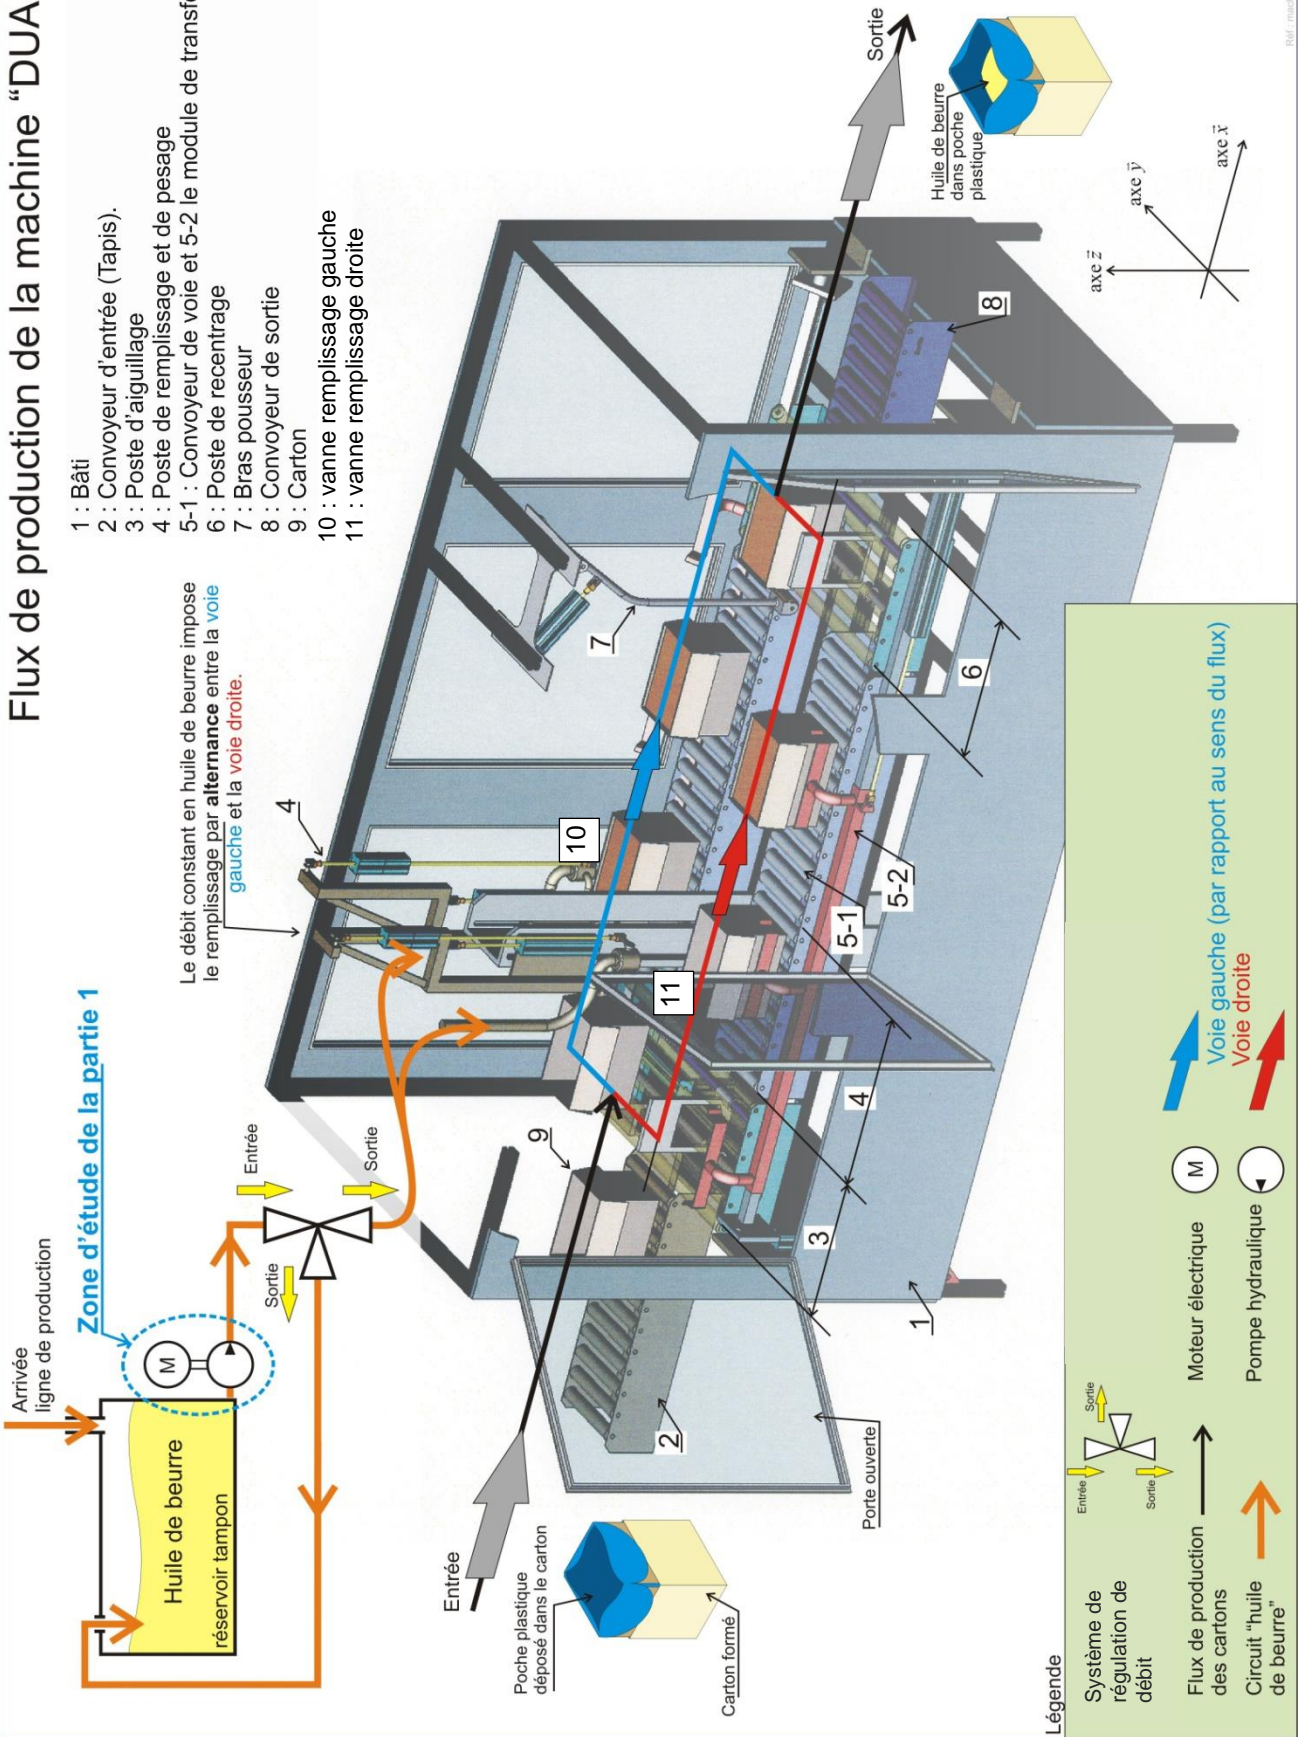 Flux de production de la machine “DUA
1 : Bâti
2 : Convoyeur d'entrée (Tapis).
3 : Poste d'aiguillage
4 : Poste de remplissage et de pesage
5-1 : Convoyeur de voie et 5-2 le module de transfe
6 : Poste de recentrage
7 : Bras pousseur
8 : Convoyeur de sortie
9 : Carton
10 : vanne remplissage gauche
11 : vanne remplissage droite
Arrivée
ligne de production
Zone d'étude de la partie 1
Huile de beurre
réservoir tampon
M
Entrée
Sortie
Sortie
Le débit constant en huile de beurre impose
le remplissage par alternance entre la voie
gauche et la voie droite.
4
10
11
7
9
Entrée
Poche plastique
déposé dans le carton
Carton formé
2
Porte ouverte
1
3
4
5-1
5-2
6
8
Sortie
Huile de beurre
dans poche
plastique
axe z
axe y
axe x
Légende
Système de
régulation de
débit
Entrée
Sortie
Sortie
Flux de production
des cartons
Circuit “huile
de beurre”
Moteur électrique
M
Pompe hydraulique
Voie gauche (par rapport au sens du flux)
Voie droite